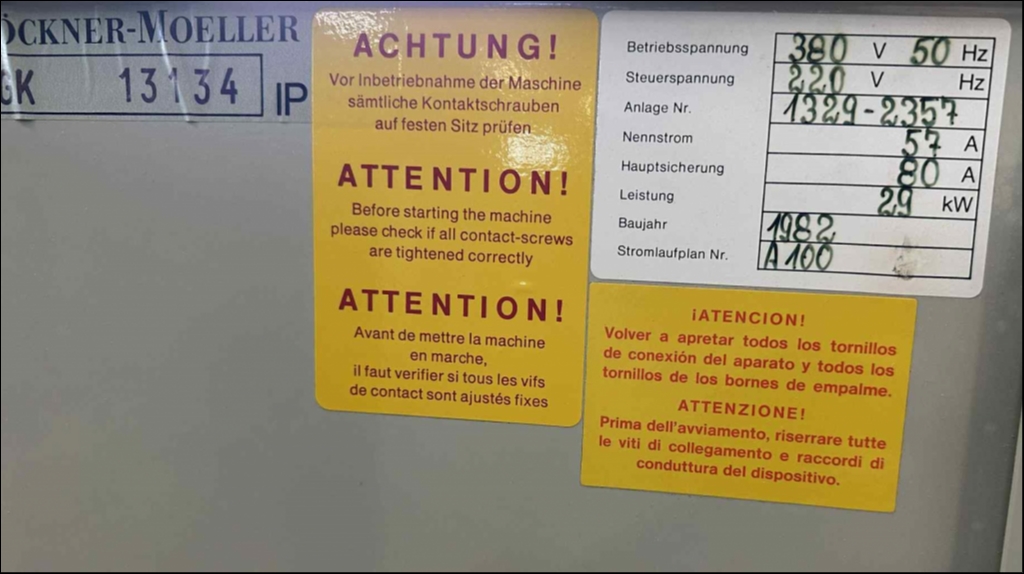 ÖCKNER-MOELLER
GK 13134 IP
ACHTUNG!
Vor Inbetriebnahme der Maschine
sämtliche Kontaktschrauben
auf festen Sitz prüfen
ATTENTION!
Before starting the machine
please check if all contact-screws
are tightened correctly
ATTENTION!
Avant de mettre la machine
en marche,
il faut verifier si tous les vifs
de contact sont ajustés fixes
Betriebsspannung 380 V 50 Hz
Steuerspannung 220 V Hz
Anlage Nr. 1329-2357
Nennstrom 57 A
Hauptsicherung 80 A
Leistung 29 kW
Baujahr 1982
Stromlaufplan Nr. A 100
¡ATENCION!
Volver a apretar todos los tornillos
de conexión del aparato y todos los
tornillos de los bornes de empalme.
ATTENZIONE!
Prima dell'avviamento, riserrare tutte
le viti di collegamento e raccordi di
conduttura del dispositivo.